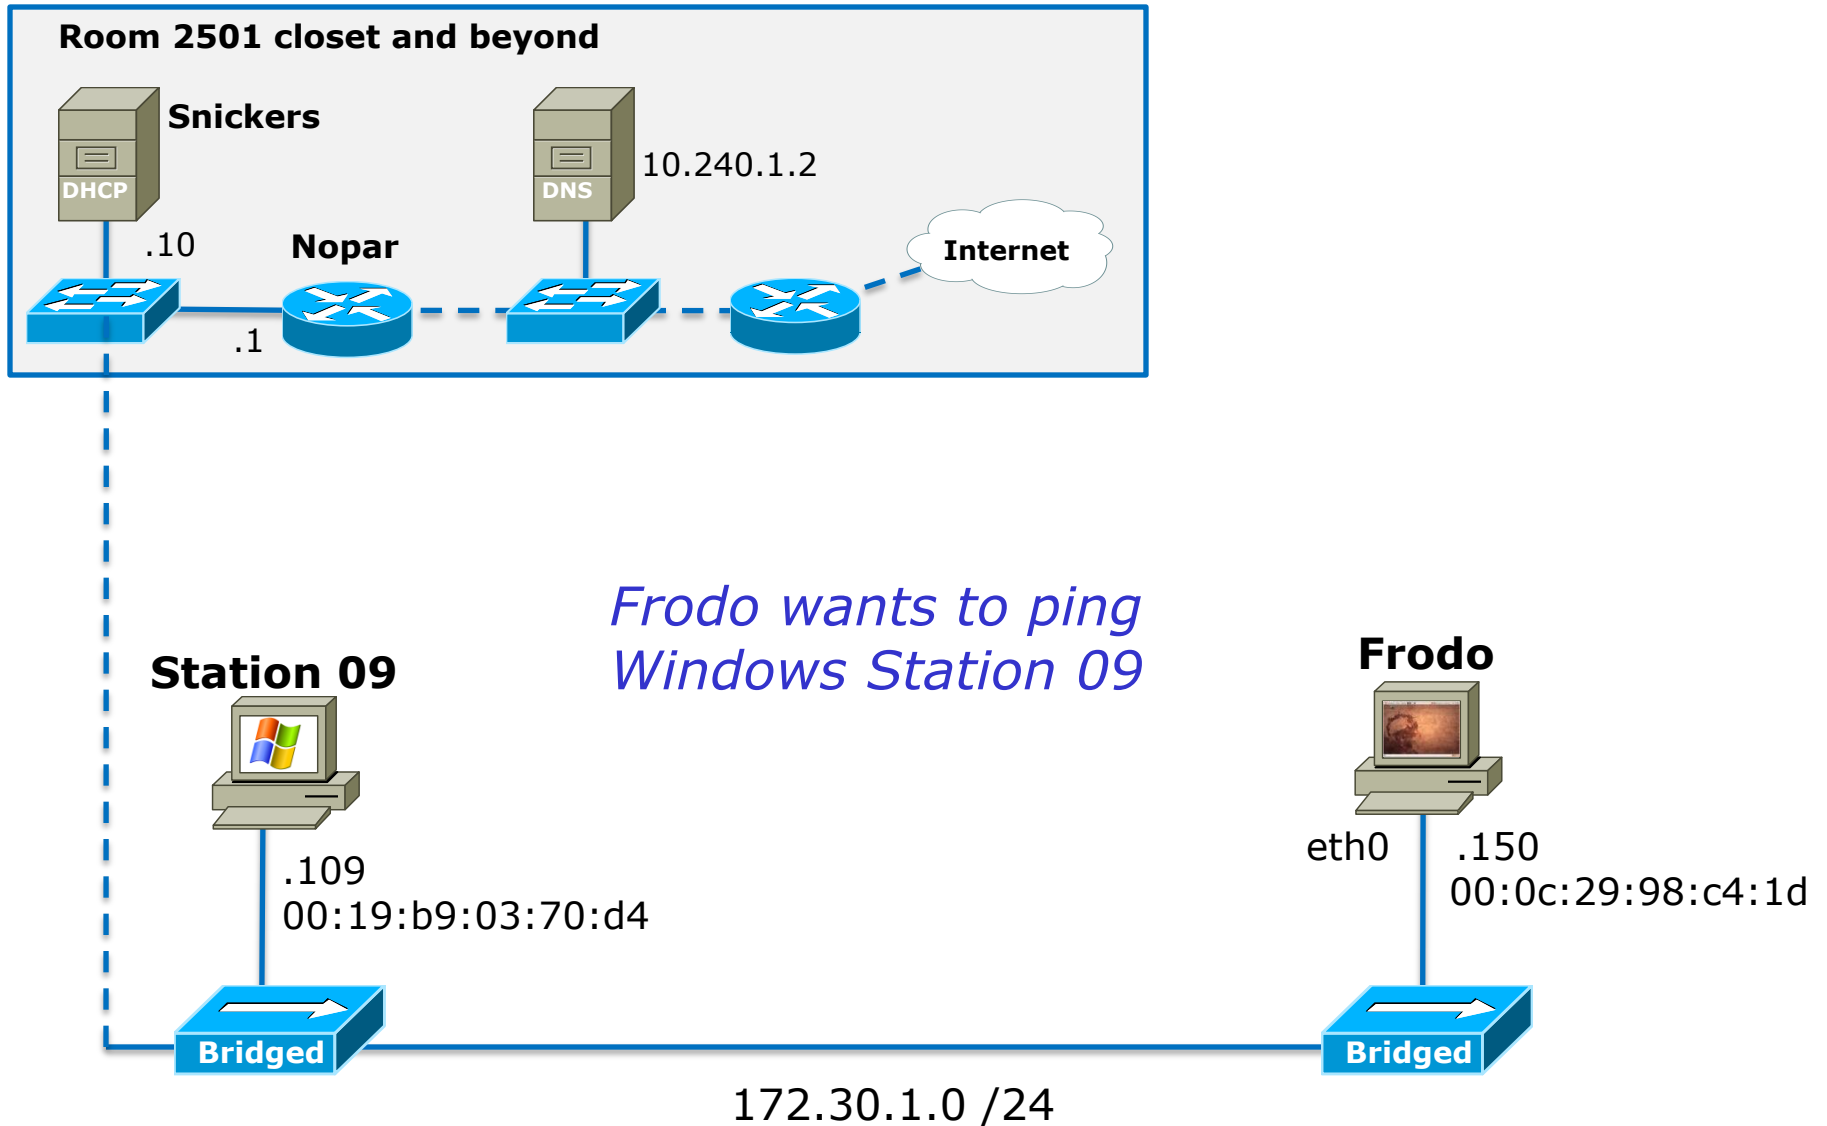 Room 2501 closet and beyond
Snickers
DHCP
DNS
10.240.1.2
.10
Nopar
Internet
.1
Frodo wants to ping
Windows Station 09
Station 09
Frodo
.109
00:19:b9:03:70:d4
eth0
.150
00:0c:29:98:c4:1d
Bridged
Bridged
172.30.1.0 /24